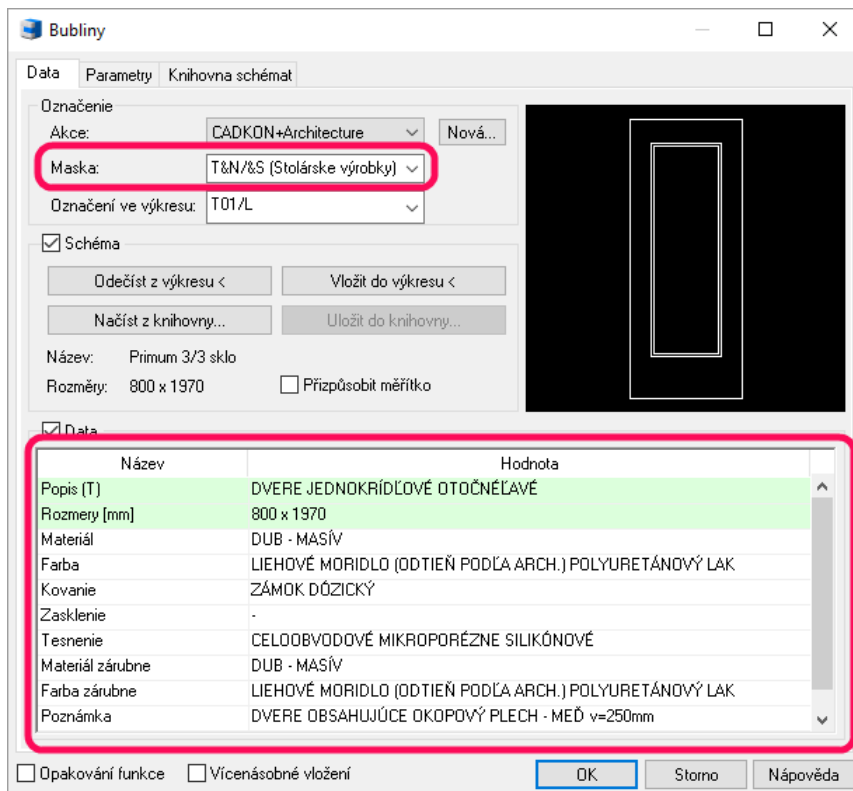 Bubliny
Data Parametry Knihovna schémat
Označenie
Akce: CADKON+Architecture Nová...
Maska: T&N/&S (Stolárske výrobky)
Označení ve výkresu: T01/L
Schéma
Odečíst z výkresu < Vložit do výkresu <
Načíst z knihovny... Uložit do knihovny...
Název: Primum 3/3 sklo
Rozměry: 800 x 1970 Přizpůsobit měřítko
Data
Název Hodnota
Popis (T) DVERE JEDNOKRÍDĽOVÉ OTOČNÉĽAVÉ
Rozmery [mm] 800 x 1970
Materiál DUB - MASÍV
Farba LIEHOVÉ MORIDLO (ODTIEŇ PODĽA ARCH.) POLYURETÁNOVÝ LAK
Kovanie ZÁMOK DÓZICKÝ
Zasklenie -
Tesnenie CELOOBVODOVÉ MIKROPORÉZNE SILIKÓNOVÉ
Materiál zárubne DUB - MASÍV
Farba zárubne LIEHOVÉ MORIDLO (ODTIEŇ PODĽA ARCH.) POLYURETÁNOVÝ LAK
Poznámka DVERE OBSAHUJÚCE OKOPOVÝ PLECH - MEĎ v=250mm
Opakování funkce Vícenásobné vložení OK Storno Nápověda